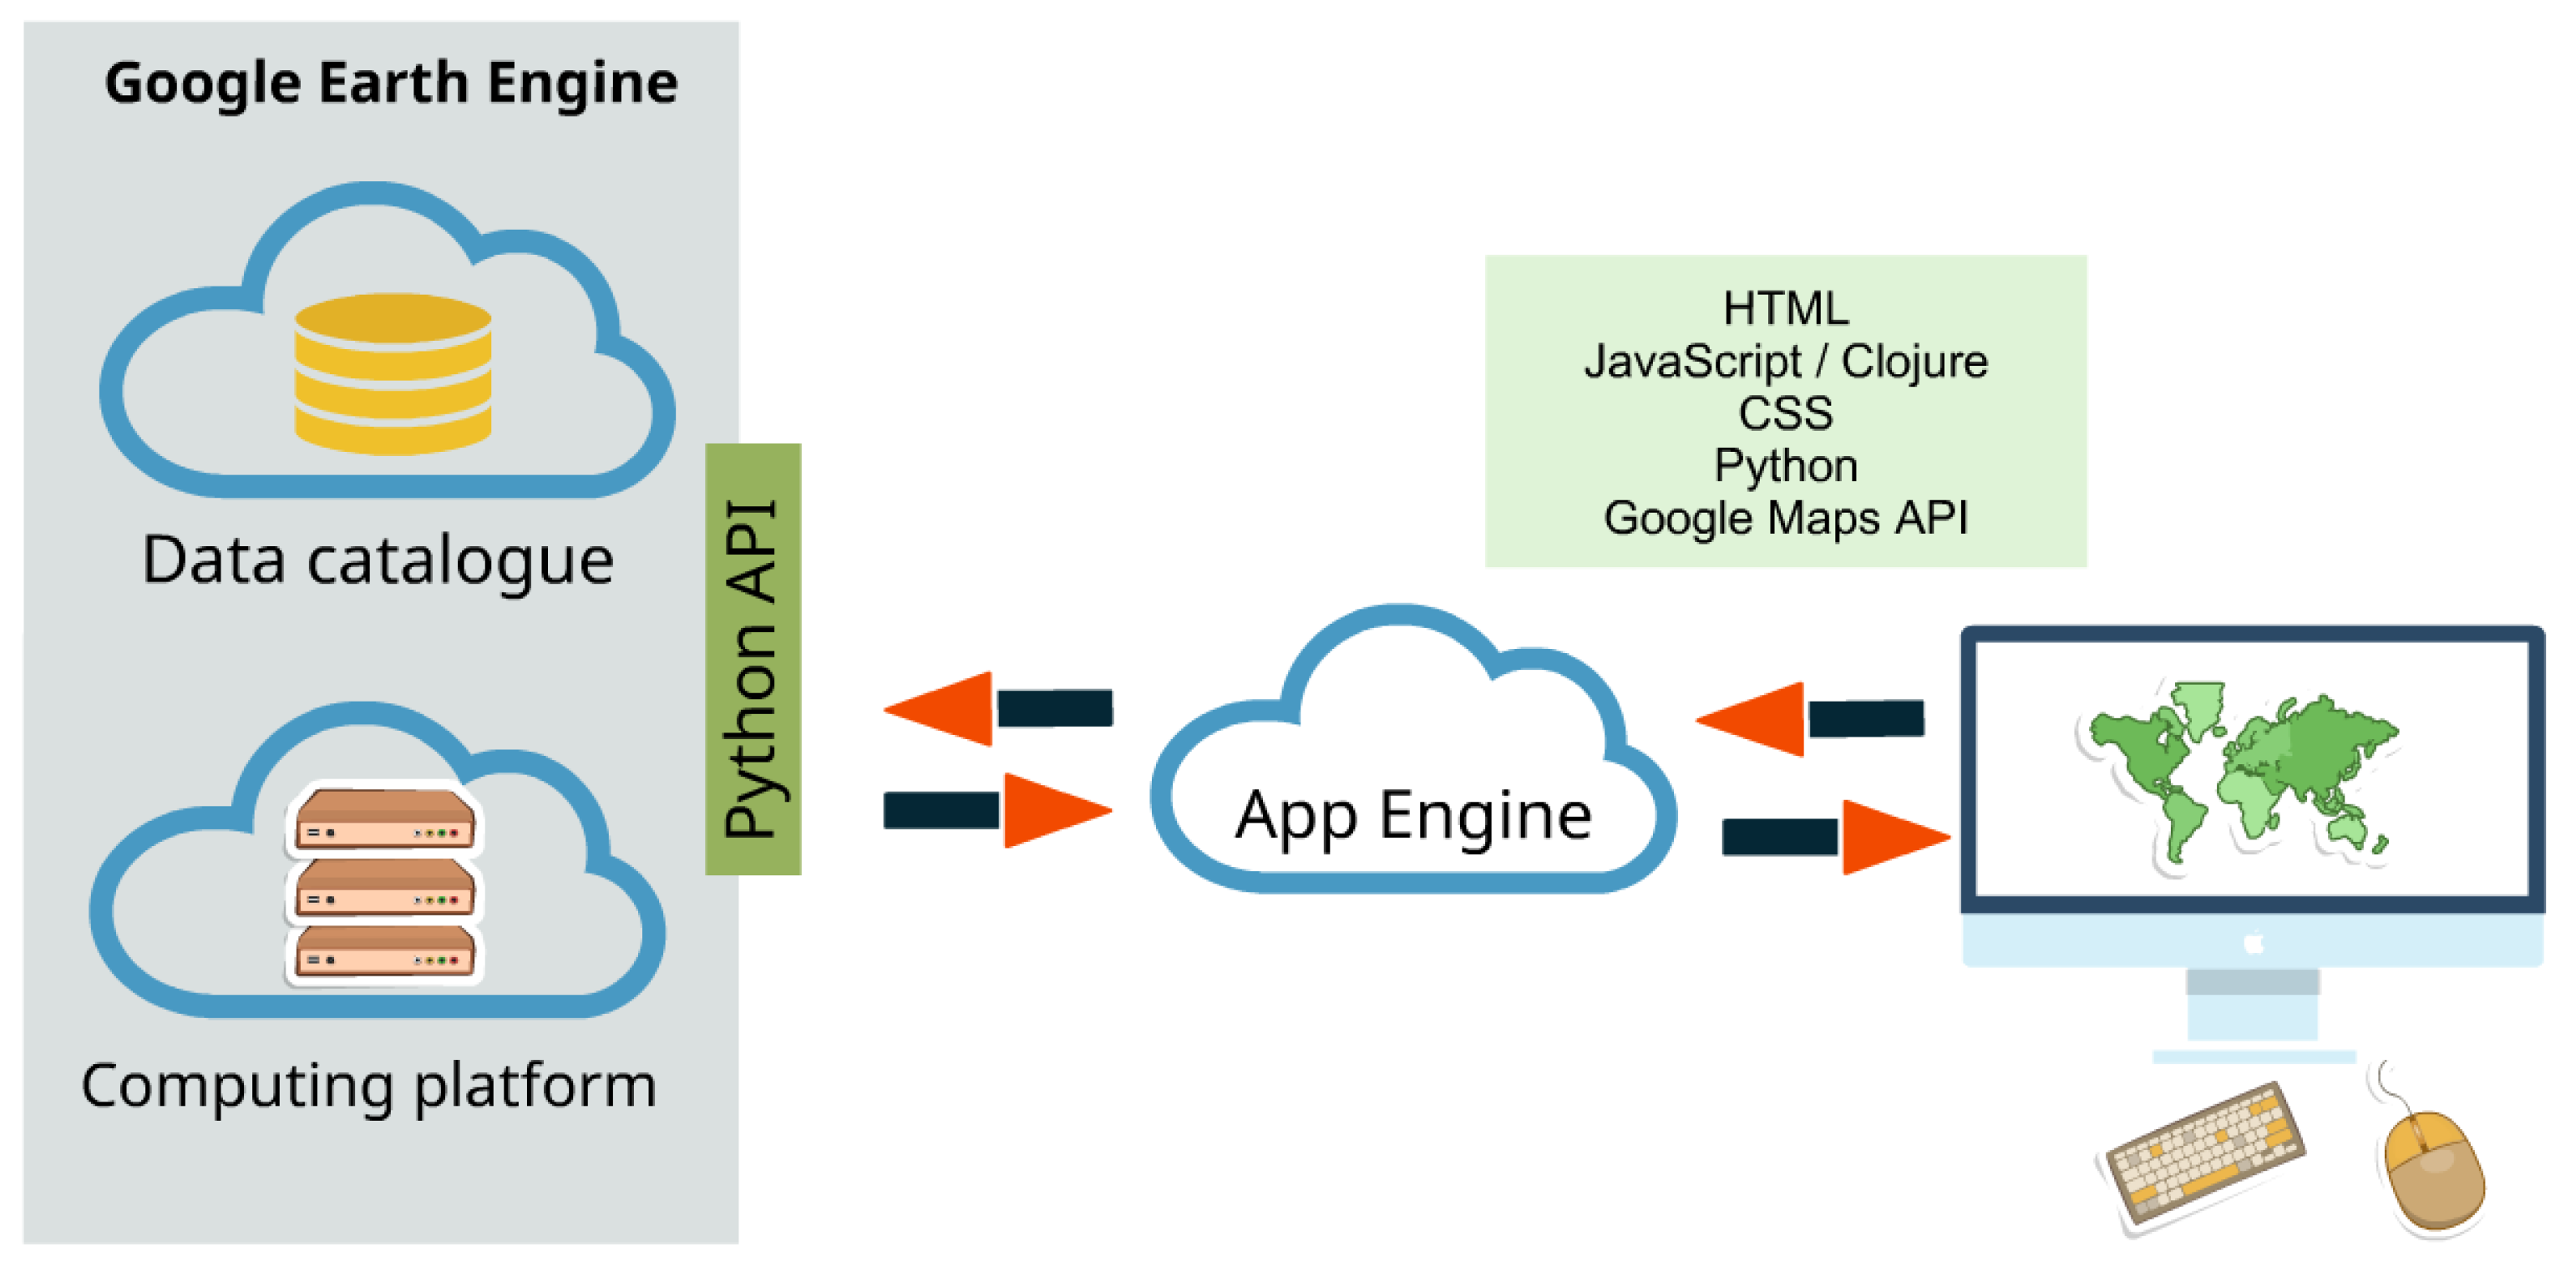 Google Earth Engine
Data catalogue
Computing platform
Python API
App Engine
HTML
JavaScript / Clojure
CSS
Python
Google Maps API